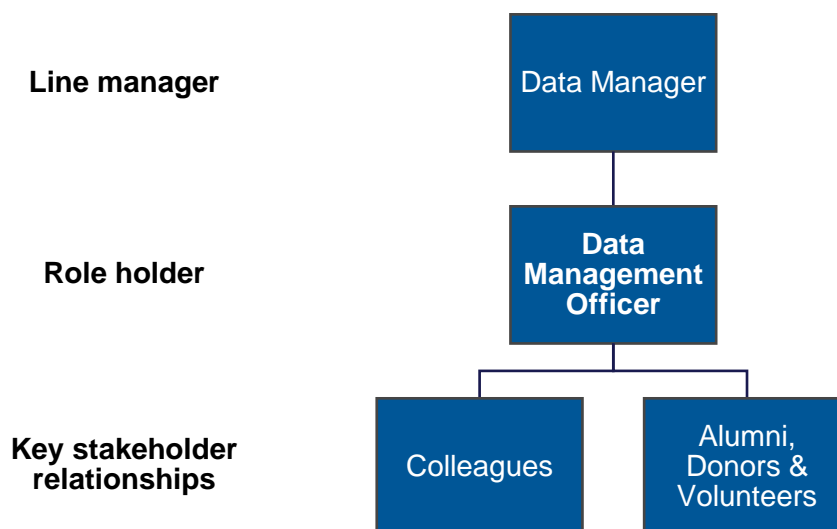 Line manager
Data Manager
Role holder
Data
Management
Officer
Key stakeholder
relationships
Colleagues
Alumni,
Donors &
Volunteers